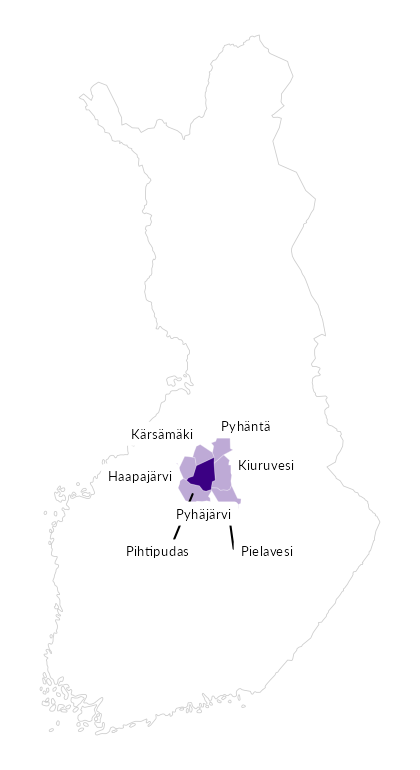 Pyhäntä
Kärsämäki
Kiuruvesi
Haapajärvi
Pyhäjärvi
Pihtipudas
Pielavesi